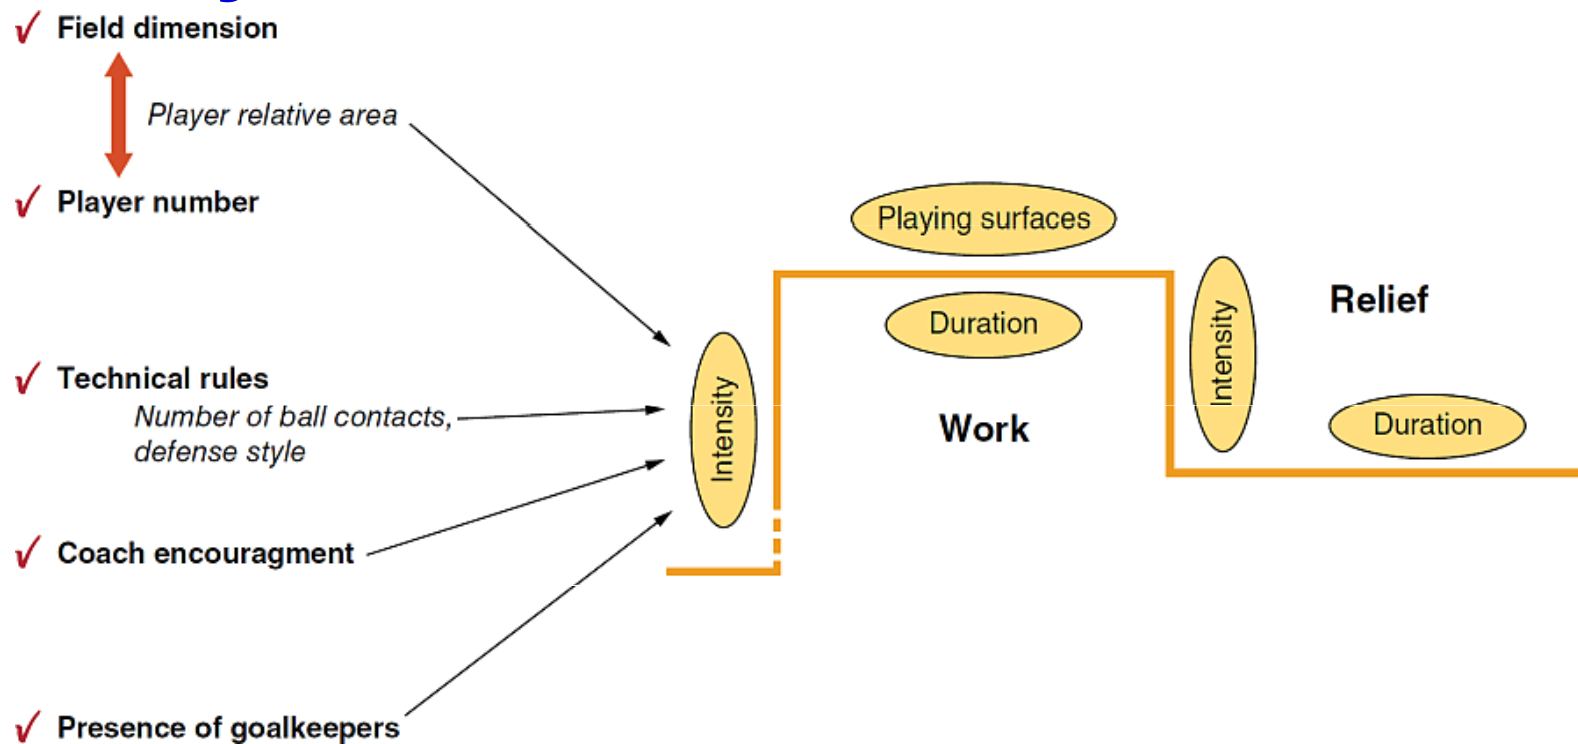 ✓ Field dimension
Player relative area
✓ Player number
✓ Technical rules
Number of ball contacts,
defense style
✓ Coach encouragment
✓ Presence of goalkeepers
Intensity
Playing surfaces
Duration
Work
Intensity
Relief
Duration